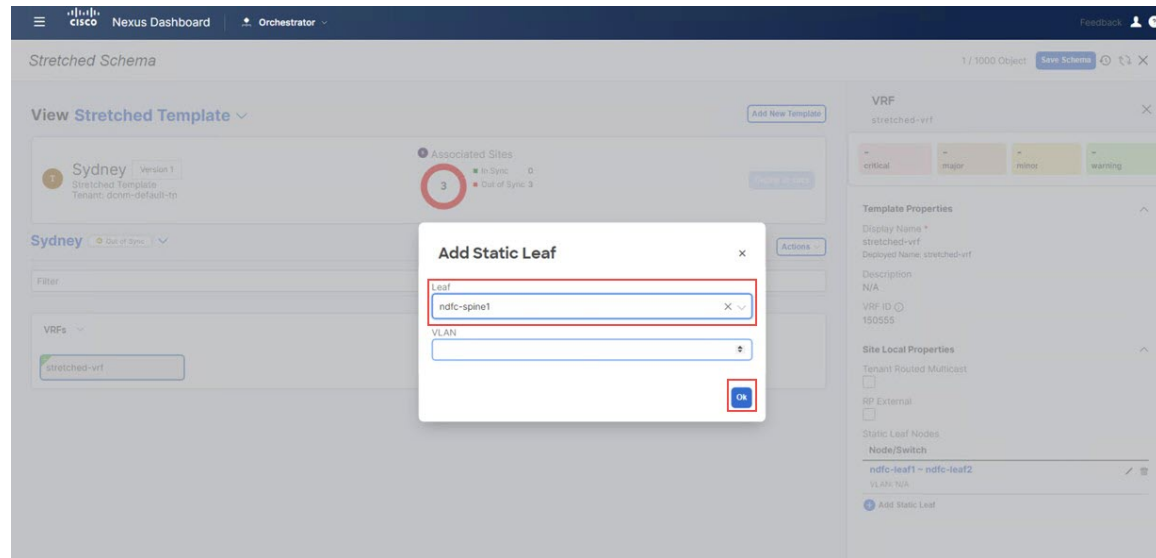 CISCO Nexus Dashboard Orchestrator Feedback
Stretched Schema 1 / 1000 Object Save Schema
View Stretched Template Add New Template
Sydney Version 1
Stretched Template
Tenant: dcnm-default-tn
Associated Sites
3
In Sync 0
Out of Sync 3
Sydney Out of Sync Actions
Filter
VRFs
stretched-vrf
Add Static Leaf
Leaf
ndfc-spine1
VLAN
Ok
VRF
stretched-vrf
critical major minor warning
Template Properties
Display Name *
stretched-vrf
Deployed Name: stretched-vrf
Description
N/A
VRF ID
150555
Site Local Properties
Tenant Routed Multicast
RP External
Static Leaf Nodes
Node/Switch
ndfc-leaf1 ~ ndfc-leaf2
VLAN: N/A
Add Static Leaf